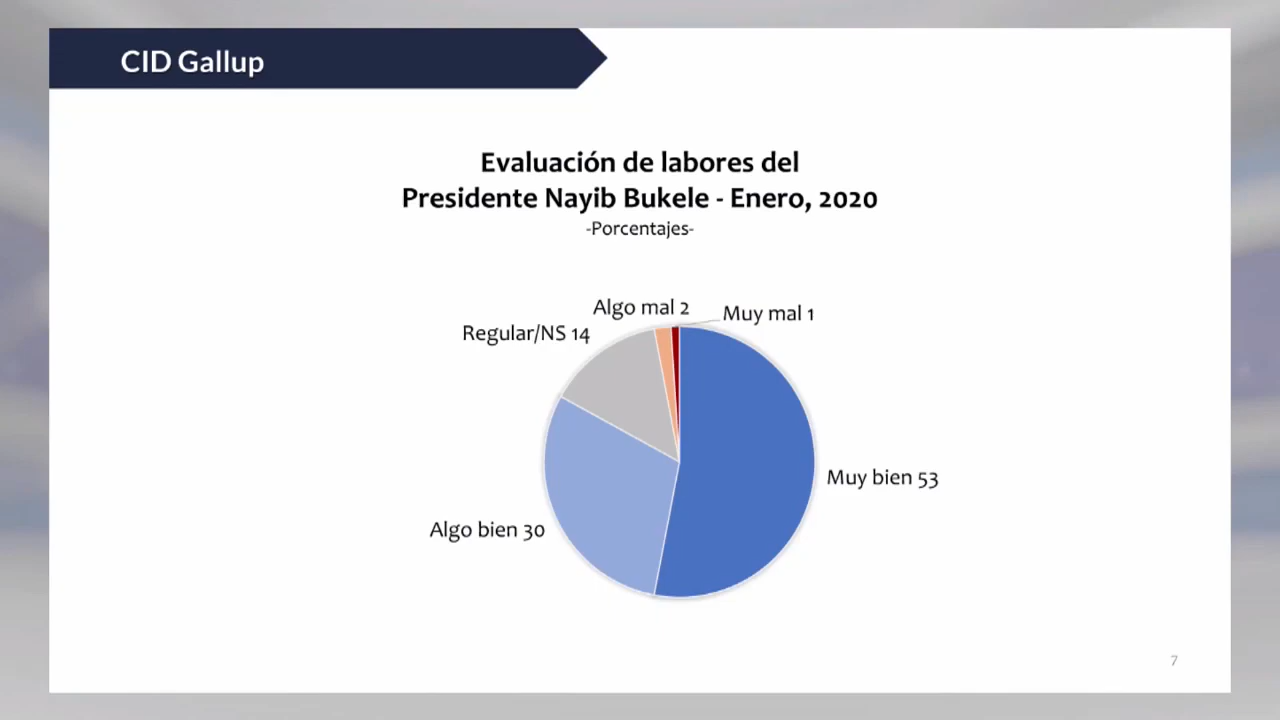 CID Gallup
Evaluación de labores del
Presidente Nayib Bukele - Enero, 2020
-Porcentajes-
Algo mal 2
Muy mal 1
Regular/NS 14
Muy bien 53
Algo bien 30
7